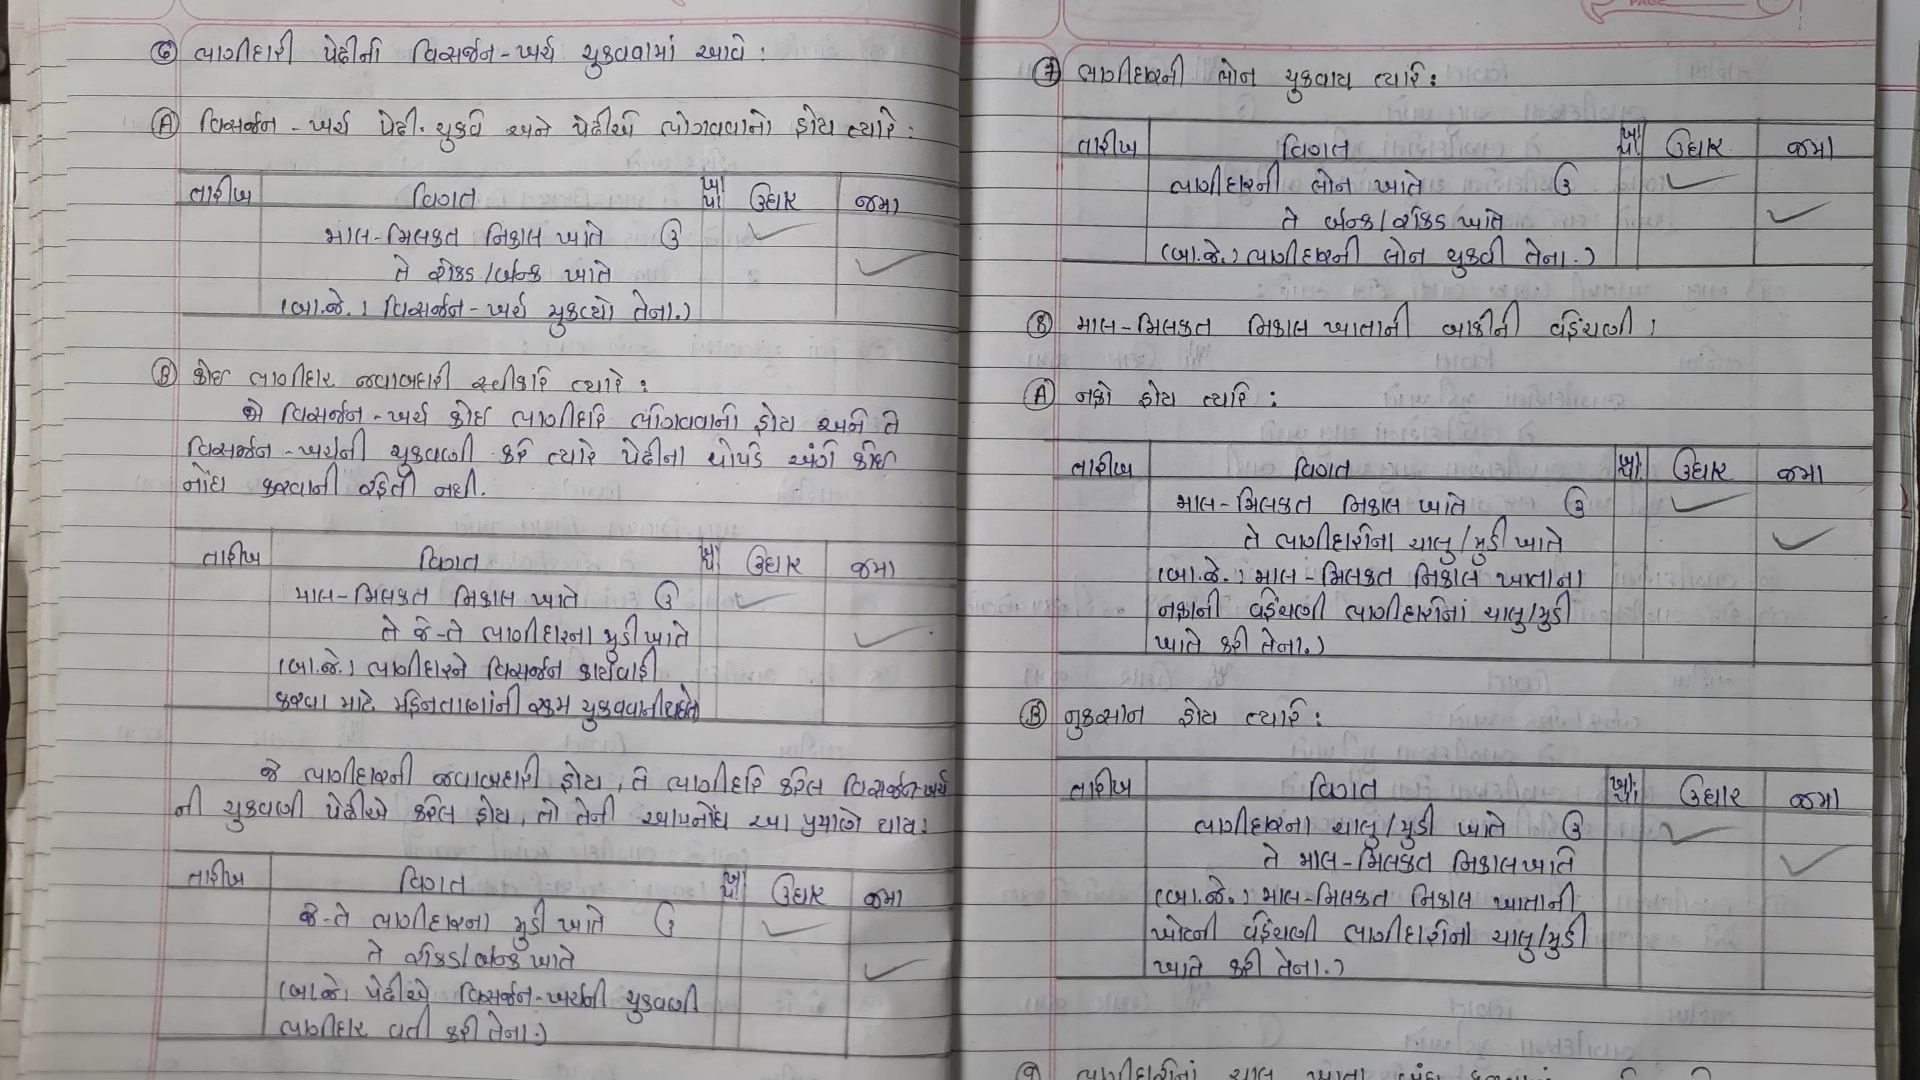 ⑥ ભાગીદારી પેઢીની વિસર્જન-ખર્ચ ચુકવવામાં આવે :
Ⓐ વિસર્જન-ખર્ચ પેઢી ચુકવે અને પેઢીએ ભોગવવાનો હોય ત્યારે :
તારીખ વિગત ખા.પા. ઉધાર જમા
માલ-મિલકત નિકાલ ખાતે ઉ ✓
તે રોકડ/બેન્ક ખાતે ✓
(બા.જે. : વિસર્જન-ખર્ચ ચુકવ્યો તેના.)
Ⓑ કોઈ ભાગીદાર જવાબદારી સ્વીકારે ત્યારે :
જો વિસર્જન-ખર્ચ કોઈ ભાગીદારે ભોગવવાનો હોય અને તે
વિસર્જન-ખર્ચની ચુકવણી કરે ત્યારે પેઢીના ચોપડે અંગે કોઈ
નોંધ કરવાની રહેતી નથી.
તારીખ વિગત ખા.પા. ઉધાર જમા
માલ-મિલકત નિકાલ ખાતે ઉ ✓
તે જે-તે ભાગીદારના મુડી ખાતે ✓
(બા.જે. : ભાગીદારને વિસર્જન કાર્યવાહી
કરવા માટે મહેનતાણાંની રકમ ચુકવવાની
જે ભાગીદારની જવાબદારી હોય, તે ભાગીદારે કરેલ વિસર્જન-ખર્ચ
ની ચુકવણી પેઢીએ કરેલ હોય, તો તેની આમનોંધ આ પ્રમાણે થાય :
તારીખ વિગત ખા.પા. ઉધાર જમા
જે-તે ભાગીદારના મુડી ખાતે ઉ ✓
તે રોકડ/બેન્ક ખાતે ✓
(બા.જે. પેઢીએ વિસર્જન-ખર્ચની ચુકવણી
ભાગીદાર વતી કરી તેના.)
⑦ ભાગીદારની લોન ચુકવાય ત્યારે :
તારીખ વિગત ખા.પા. ઉધાર જમા
ભાગીદારની લોન ખાતે ઉ ✓
તે બેન્ક/રોકડ ખાતે ✓
(બા.જે. : ભાગીદારની લોન ચુકવી તેના.)
⑧ માલ-મિલકત નિકાલ ખાતાની બાકીની વહેંચણી :
Ⓐ નફો હોય ત્યારે :
તારીખ વિગત ખા.પા. ઉધાર જમા
માલ-મિલકત નિકાલ ખાતે ઉ ✓
તે ભાગીદારોના ચાલુ/મુડી ખાતે ✓
(બા.જે. : માલ-મિલકત નિકાલ ખાતાના
નફાની વહેંચણી ભાગીદારોનાં ચાલુ/મુડી
ખાતે કરી તેના.)
Ⓑ નુકસાન હોય ત્યારે :
તારીખ વિગત ખા.પા. ઉધાર જમા
ભાગીદારના ચાલુ/મુડી ખાતે ઉ ✓
તે માલ-મિલકત નિકાલ ખાતે ✓
(બા.જે. : માલ-મિલકત નિકાલ ખાતાની
ખોટની વહેંચણી ભાગીદારોના ચાલુ/મુડી
ખાતે કરી તેના.)
⑨ ભાગીદારોનાં ચાલુ ખાતા બંધ